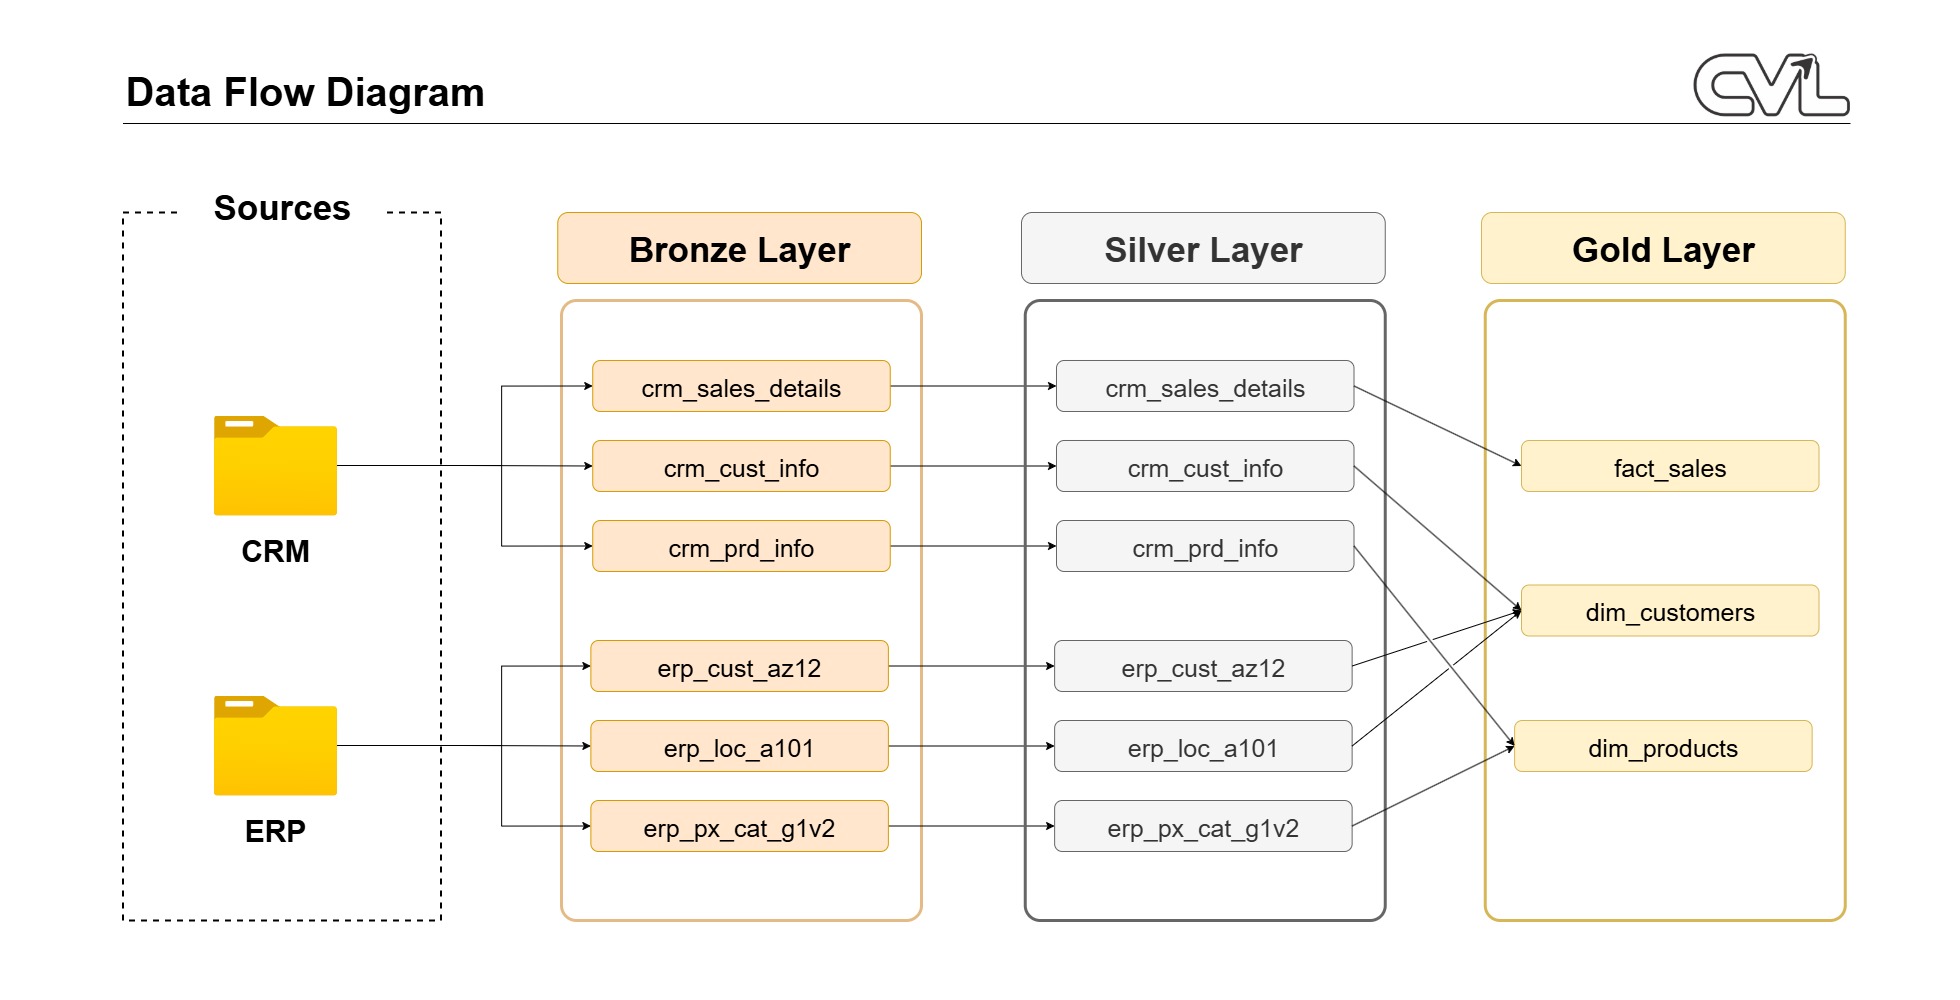 Data Flow Diagram
CVL
Sources
CRM
ERP
Bronze Layer
crm_sales_details
crm_cust_info
crm_prd_info
erp_cust_az12
erp_loc_a101
erp_px_cat_g1v2
Silver Layer
crm_sales_details
crm_cust_info
crm_prd_info
erp_cust_az12
erp_loc_a101
erp_px_cat_g1v2
Gold Layer
fact_sales
dim_customers
dim_products